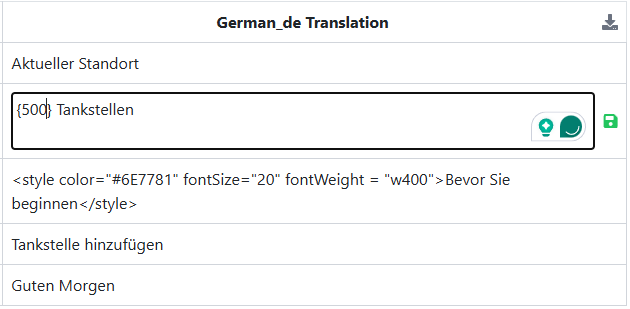 German_de Translation
Aktueller Standort
{500} Tankstellen
<style color="#6E7781" fontSize="20" fontWeight = "w400">Bevor Sie
beginnen</style>
Tankstelle hinzufügen
Guten Morgen